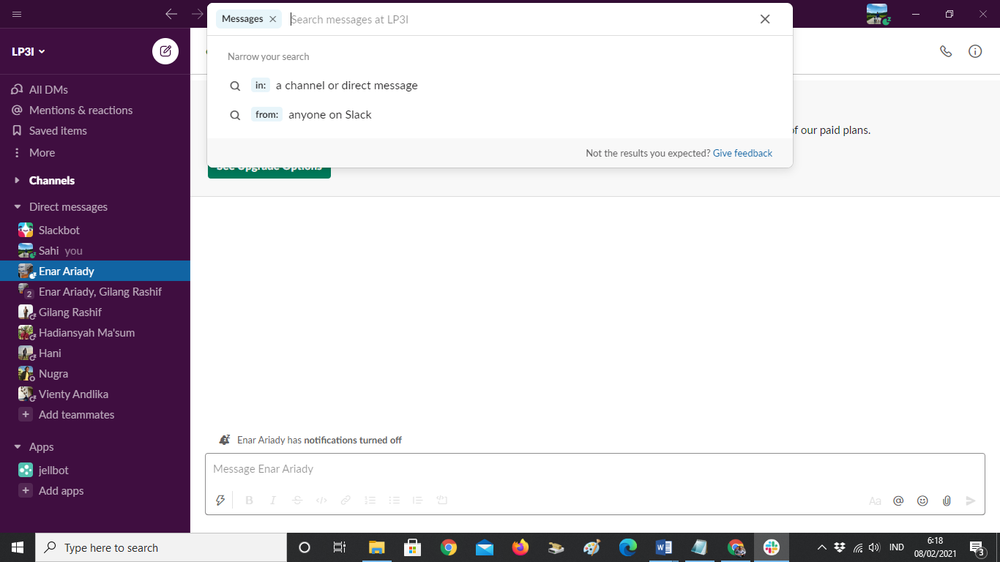 Messages
Search messages at LP3I
Narrow your search
in: a channel or direct message
from: anyone on Slack
Not the results you expected? Give feedback
LP3I
All DMs
Mentions & reactions
Saved items
More
Channels
Direct messages
Slackbot
Sahi you
Enar Ariady
2 Enar Ariady, Gilang Rashif
Gilang Rashif
Hadiansyah Ma'sum
Hani
Nugra
Vienty Andlika
+ Add teammates
Apps
jellbot
+ Add apps
of our paid plans.
See Upgrade Options
Enar Ariady has notifications turned off
Message Enar Ariady
B I S </> Aa @
Type here to search
IND
6:18
08/02/2021
3